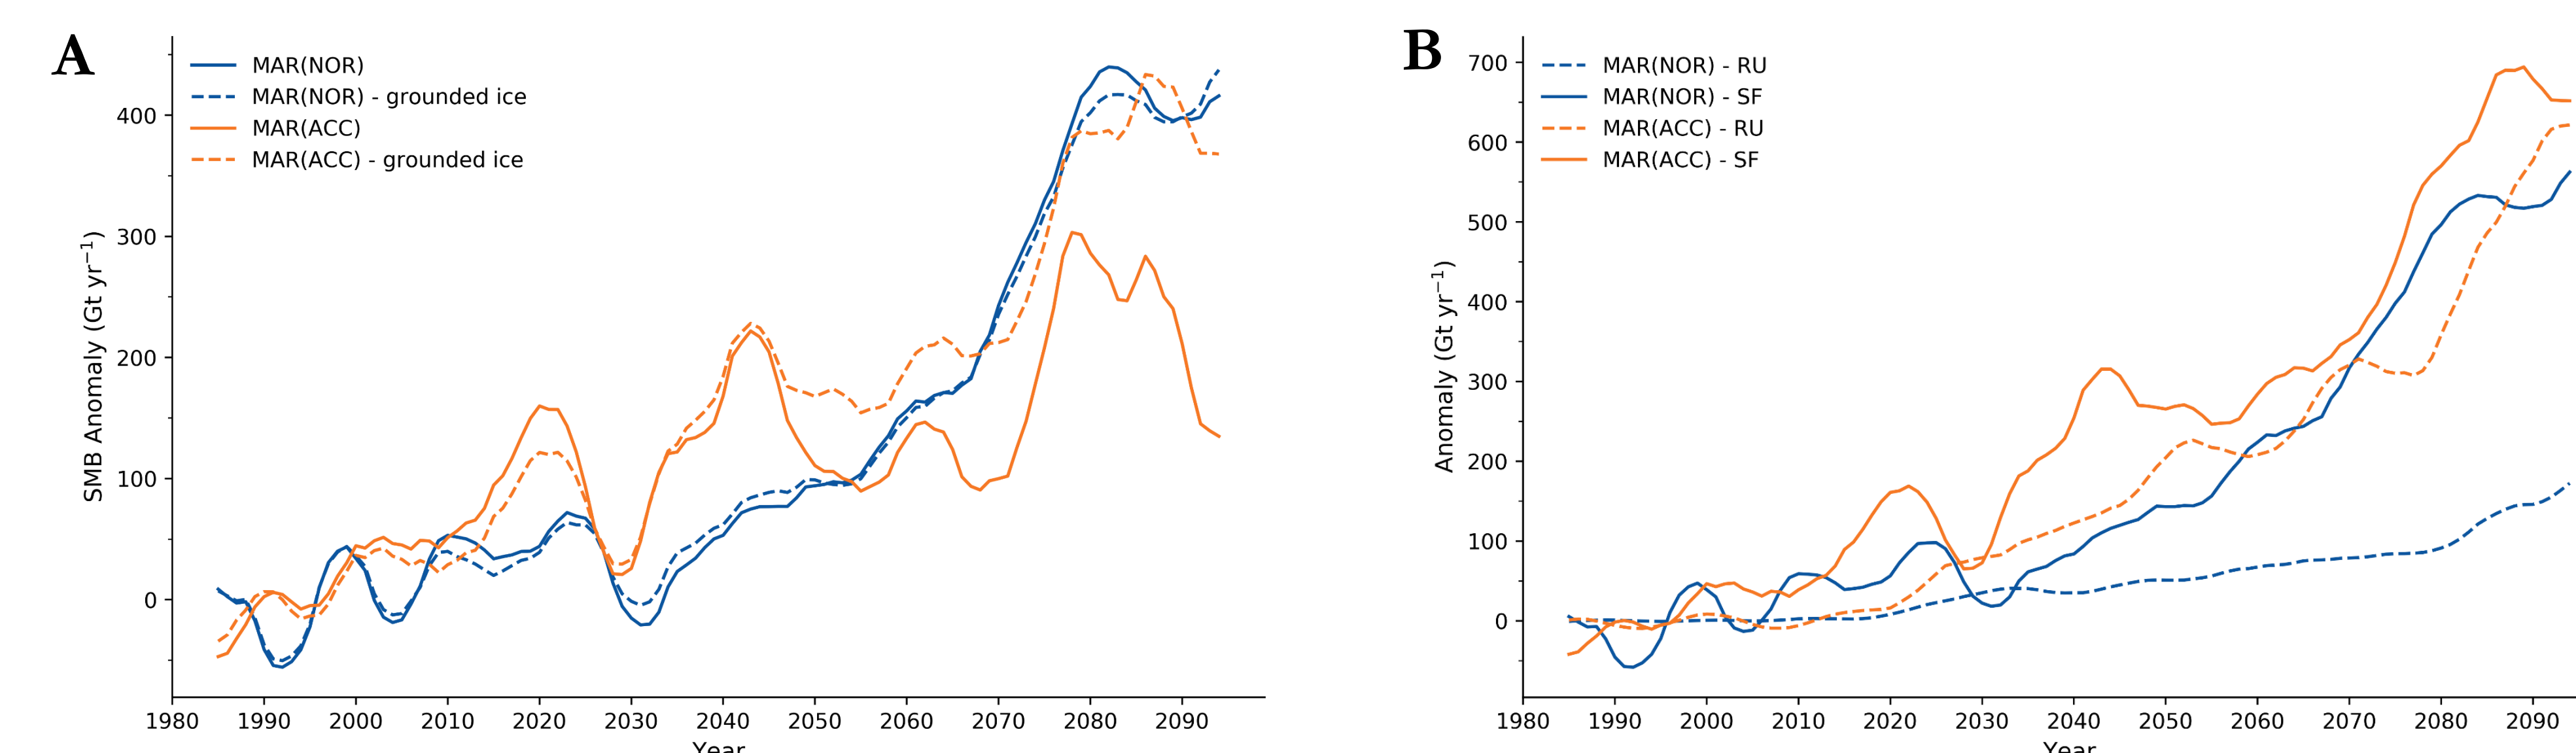 A
MAR(NOR)
MAR(NOR) - grounded ice
MAR(ACC)
MAR(ACC) - grounded ice
SMB Anomaly (Gt yr⁻¹)
400
300
200
100
0
1980 1990 2000 2010 2020 2030 2040 2050 2060 2070 2080 2090
Year
B
MAR(NOR) - RU
MAR(NOR) - SF
MAR(ACC) - RU
MAR(ACC) - SF
Anomaly (Gt yr⁻¹)
700
600
500
400
300
200
100
0
1980 1990 2000 2010 2020 2030 2040 2050 2060 2070 2080 2090
Year